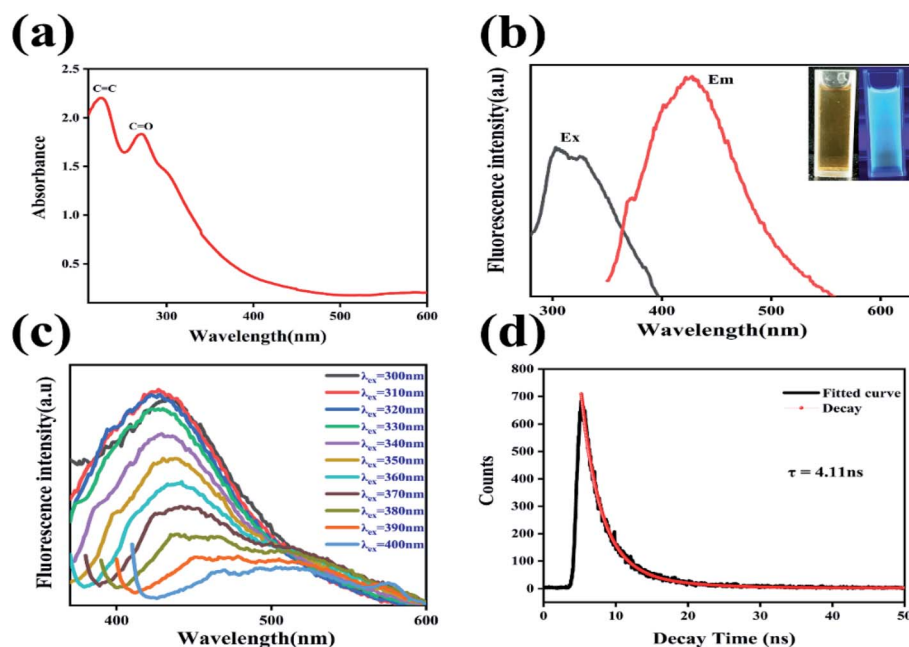 (a)
2.5
2.0
1.5
1.0
0.5
Absorbance
C=C
C=O
300
400
500
600
Wavelength(nm)
(b)
Fluorescence intensity(a.u)
Ex
Em
300
400
500
600
Wavelength(nm)
(c)
Fluorescence intensity(a.u)
λex=300nm
λex=310nm
λex=320nm
λex=330nm
λex=340nm
λex=350nm
λex=360nm
λex=370nm
λex=380nm
λex=390nm
λex=400nm
400
500
600
Wavelength(nm)
(d)
800
700
600
500
400
300
200
100
0
Counts
Fitted curve
Decay
τ = 4.11ns
0
10
20
30
40
50
Decay Time (ns)